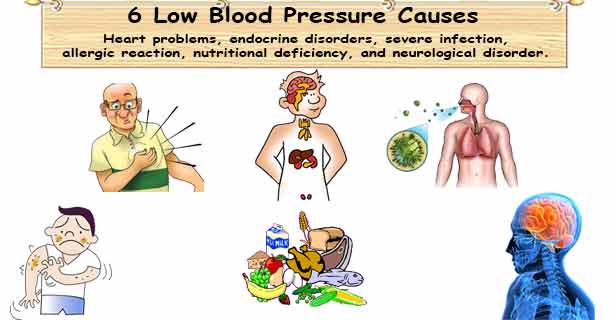 6 Low Blood Pressure Causes
Heart problems, endocrine disorders, severe infection,
allergic reaction, nutritional deficiency, and neurological disorder.
MILK